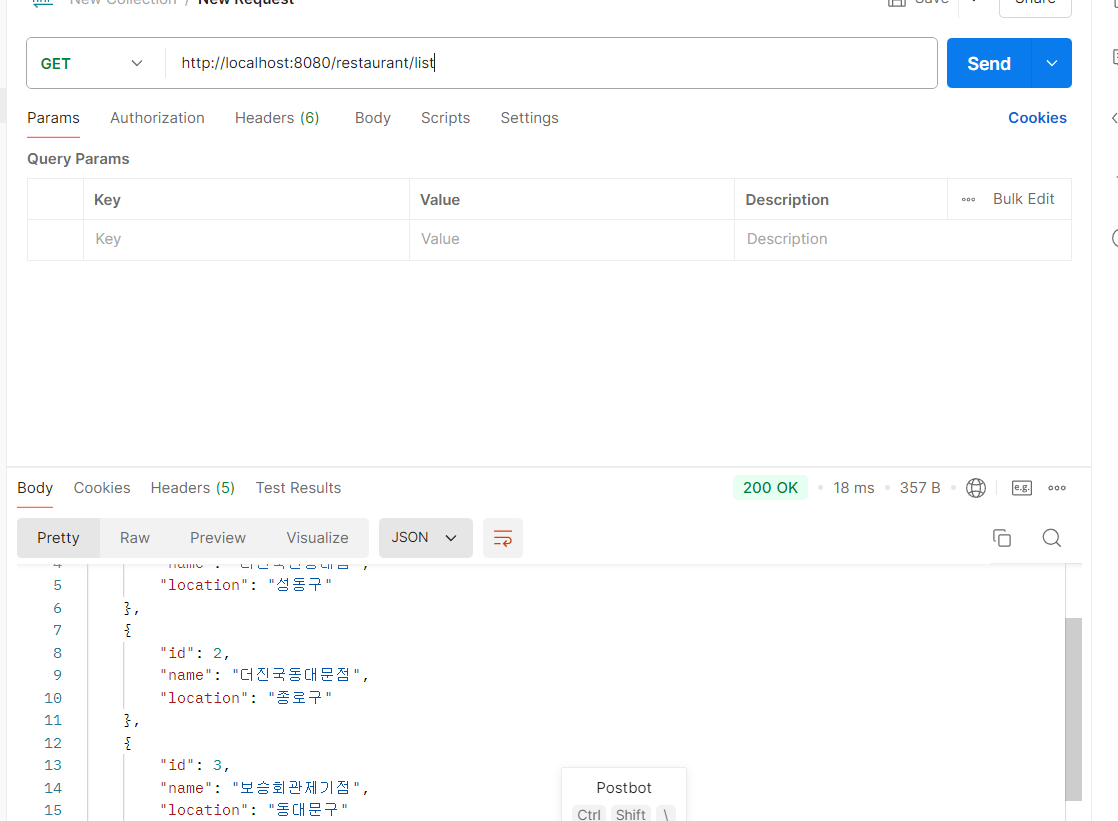 New Collection / New Request Save Share
GET http://localhost:8080/restaurant/list Send
Params Authorization Headers (6) Body Scripts Settings Cookies
Query Params
Key Value Description Bulk Edit
Key Value Description
Body Cookies Headers (5) Test Results 200 OK 18 ms 357 B e.g.
Pretty Raw Preview Visualize JSON
4 "name":
5 "location": "성동구"
6 },
7 {
8 "id": 2,
9 "name": "더진국동대문점",
10 "location": "종로구"
11 },
12 {
13 "id": 3,
14 "name": "보승회관제기점",
15 "location": "동대문구"
Postbot
Ctrl Shift \